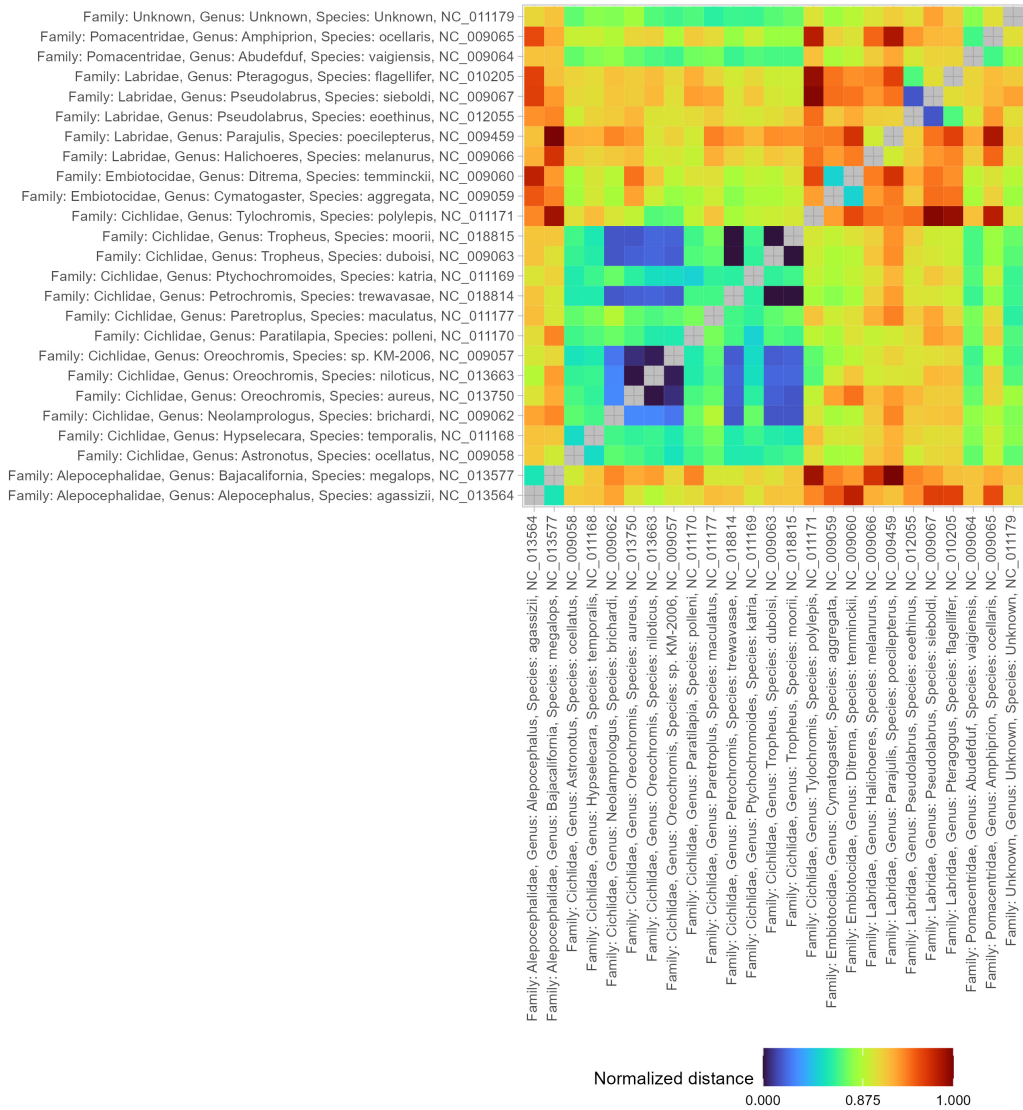 Family: Unknown, Genus: Unknown, Species: Unknown, NC_011179
Family: Pomacentridae, Genus: Amphiprion, Species: ocellaris, NC_009065
Family: Pomacentridae, Genus: Abudefduf, Species: vaigiensis, NC_009064
Family: Labridae, Genus: Pteragogus, Species: flagellifer, NC_010205
Family: Labridae, Genus: Pseudolabrus, Species: sieboldi, NC_009067
Family: Labridae, Genus: Pseudolabrus, Species: eoethinus, NC_012055
Family: Labridae, Genus: Parajulis, Species: poecilepterus, NC_009459
Family: Labridae, Genus: Halichoeres, Species: melanurus, NC_009066
Family: Embiotocidae, Genus: Ditrema, Species: temminckii, NC_009060
Family: Embiotocidae, Genus: Cymatogaster, Species: aggregata, NC_009059
Family: Cichlidae, Genus: Tylochromis, Species: polylepis, NC_011171
Family: Cichlidae, Genus: Tropheus, Species: moorii, NC_018815
Family: Cichlidae, Genus: Tropheus, Species: duboisi, NC_009063
Family: Cichlidae, Genus: Ptychochromoides, Species: katria, NC_011169
Family: Cichlidae, Genus: Petrochromis, Species: trewavasae, NC_018814
Family: Cichlidae, Genus: Paretroplus, Species: maculatus, NC_011177
Family: Cichlidae, Genus: Paratilapia, Species: polleni, NC_011170
Family: Cichlidae, Genus: Oreochromis, Species: sp. KM-2006, NC_009057
Family: Cichlidae, Genus: Oreochromis, Species: niloticus, NC_013663
Family: Cichlidae, Genus: Oreochromis, Species: aureus, NC_013750
Family: Cichlidae, Genus: Neolamprologus, Species: brichardi, NC_009062
Family: Cichlidae, Genus: Hypselecara, Species: temporalis, NC_011168
Family: Cichlidae, Genus: Astronotus, Species: ocellatus, NC_009058
Family: Alepocephalidae, Genus: Bajacalifornia, Species: megalops, NC_013577
Family: Alepocephalidae, Genus: Alepocephalus, Species: agassizii, NC_013564
Family: Alepocephalidae, Genus: Alepocephalus, Species: agassizii, NC_013564
Family: Alepocephalidae, Genus: Bajacalifornia, Species: megalops, NC_013577
Family: Cichlidae, Genus: Astronotus, Species: ocellatus, NC_009058
Family: Cichlidae, Genus: Hypselecara, Species: temporalis, NC_011168
Family: Cichlidae, Genus: Neolamprologus, Species: brichardi, NC_009062
Family: Cichlidae, Genus: Oreochromis, Species: aureus, NC_013750
Family: Cichlidae, Genus: Oreochromis, Species: niloticus, NC_013663
Family: Cichlidae, Genus: Oreochromis, Species: sp. KM-2006, NC_009057
Family: Cichlidae, Genus: Paratilapia, Species: polleni, NC_011170
Family: Cichlidae, Genus: Paretroplus, Species: maculatus, NC_011177
Family: Cichlidae, Genus: Petrochromis, Species: trewavasae, NC_018814
Family: Cichlidae, Genus: Ptychochromoides, Species: katria, NC_011169
Family: Cichlidae, Genus: Tropheus, Species: duboisi, NC_009063
Family: Cichlidae, Genus: Tropheus, Species: moorii, NC_018815
Family: Cichlidae, Genus: Tylochromis, Species: polylepis, NC_011171
Family: Embiotocidae, Genus: Cymatogaster, Species: aggregata, NC_009059
Family: Embiotocidae, Genus: Ditrema, Species: temminckii, NC_009060
Family: Labridae, Genus: Halichoeres, Species: melanurus, NC_009066
Family: Labridae, Genus: Parajulis, Species: poecilepterus, NC_009459
Family: Labridae, Genus: Pseudolabrus, Species: eoethinus, NC_012055
Family: Labridae, Genus: Pseudolabrus, Species: sieboldi, NC_009067
Family: Labridae, Genus: Pteragogus, Species: flagellifer, NC_010205
Family: Pomacentridae, Genus: Abudefduf, Species: vaigiensis, NC_009064
Family: Pomacentridae, Genus: Amphiprion, Species: ocellaris, NC_009065
Family: Unknown, Genus: Unknown, Species: Unknown, NC_011179
Normalized distance
0.000 0.875 1.000